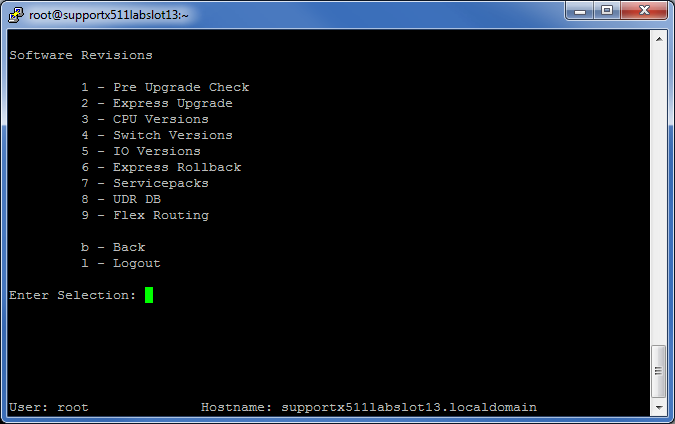 root@supportx511labslot13:~
Software Revisions
1 - Pre Upgrade Check
2 - Express Upgrade
3 - CPU Versions
4 - Switch Versions
5 - IO Versions
6 - Express Rollback
7 - Servicepacks
8 - UDR DB
9 - Flex Routing
b - Back
l - Logout
Enter Selection:
User: root Hostname: supportx511labslot13.localdomain